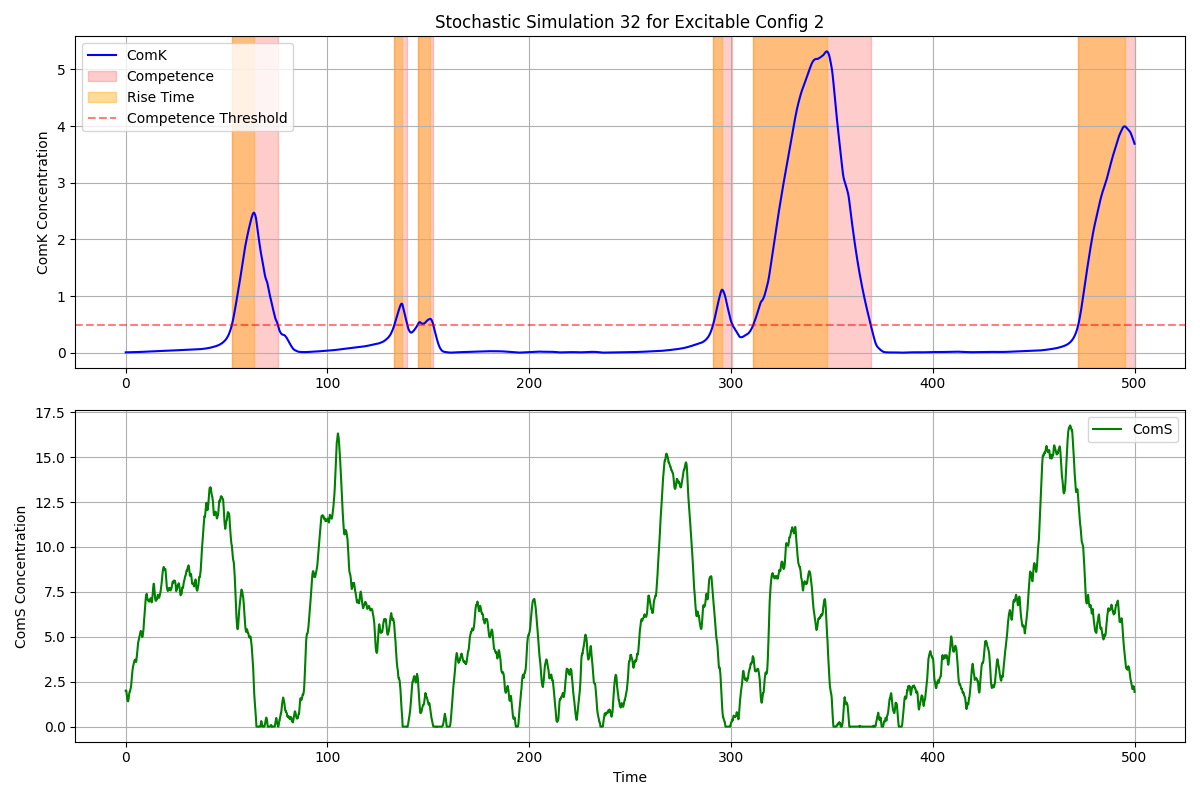 Stochastic Simulation 32 for Excitable Config 2
ComK
Competence
Rise Time
Competence Threshold
ComK Concentration
5
4
3
2
1
0
0 100 200 300 400 500
ComS
ComS Concentration
17.5
15.0
12.5
10.0
7.5
5.0
2.5
0.0
0 100 200 300 400 500
Time